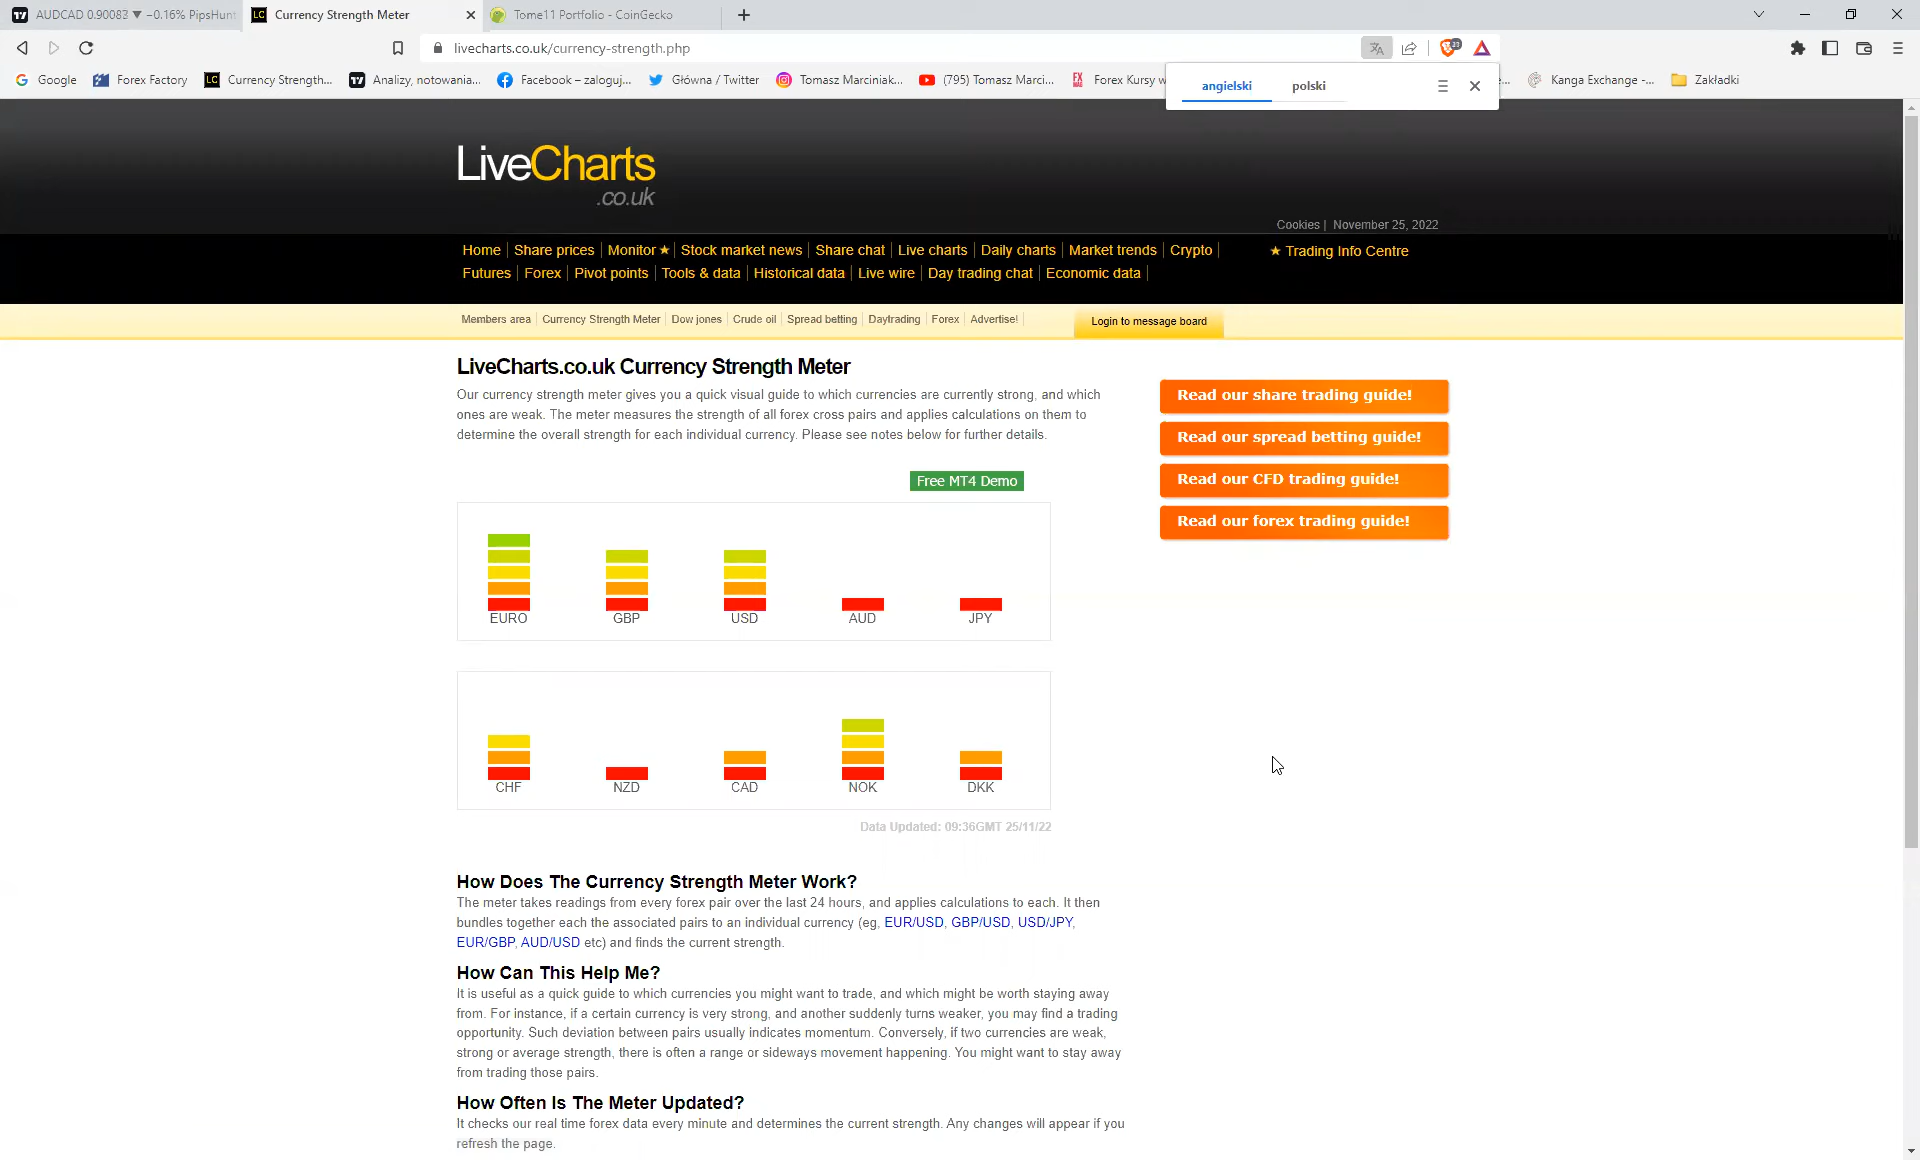 AUDCAD 0.90083 ▼ −0.16% PipsHunt
Currency Strength Meter
Tome11 Portfolio - CoinGecko
livecharts.co.uk/currency-strength.php
Google
Forex Factory
Currency Strength...
Analizy, notowania...
Facebook – zaloguj...
Główna / Twitter
Tomasz Marciniak...
(795) Tomasz Marci...
Forex Kursy w
Kanga Exchange -...
Zakładki
angielski
polski
LiveCharts
.co.uk
Cookies | November 25, 2022
Home | Share prices | Monitor ★ | Stock market news | Share chat | Live charts | Daily charts | Market trends | Crypto |
★ Trading Info Centre
Futures | Forex | Pivot points | Tools & data | Historical data | Live wire | Day trading chat | Economic data |
Members area | Currency Strength Meter | Dow jones | Crude oil | Spread betting | Daytrading | Forex | Advertise! |
Login to message board
LiveCharts.co.uk Currency Strength Meter
Our currency strength meter gives you a quick visual guide to which currencies are currently strong, and which
ones are weak. The meter measures the strength of all forex cross pairs and applies calculations on them to
determine the overall strength for each individual currency. Please see notes below for further details.
Read our share trading guide!
Read our spread betting guide!
Read our CFD trading guide!
Read our forex trading guide!
Free MT4 Demo
EURO GBP USD AUD JPY
CHF NZD CAD NOK DKK
Data Updated: 09:36GMT 25/11/22
How Does The Currency Strength Meter Work?
The meter takes readings from every forex pair over the last 24 hours, and applies calculations to each. It then
bundles together each the associated pairs to an individual currency (eg, EUR/USD, GBP/USD, USD/JPY,
EUR/GBP, AUD/USD etc) and finds the current strength.
How Can This Help Me?
It is useful as a quick guide to which currencies you might want to trade, and which might be worth staying away
from. For instance, if a certain currency is very strong, and another suddenly turns weaker, you may find a trading
opportunity. Such deviation between pairs usually indicates momentum. Conversely, if two currencies are weak,
strong or average strength, there is often a range or sideways movement happening. You might want to stay away
from trading those pairs.
How Often Is The Meter Updated?
It checks our real time forex data every minute and determines the current strength. Any changes will appear if you
refresh the page.